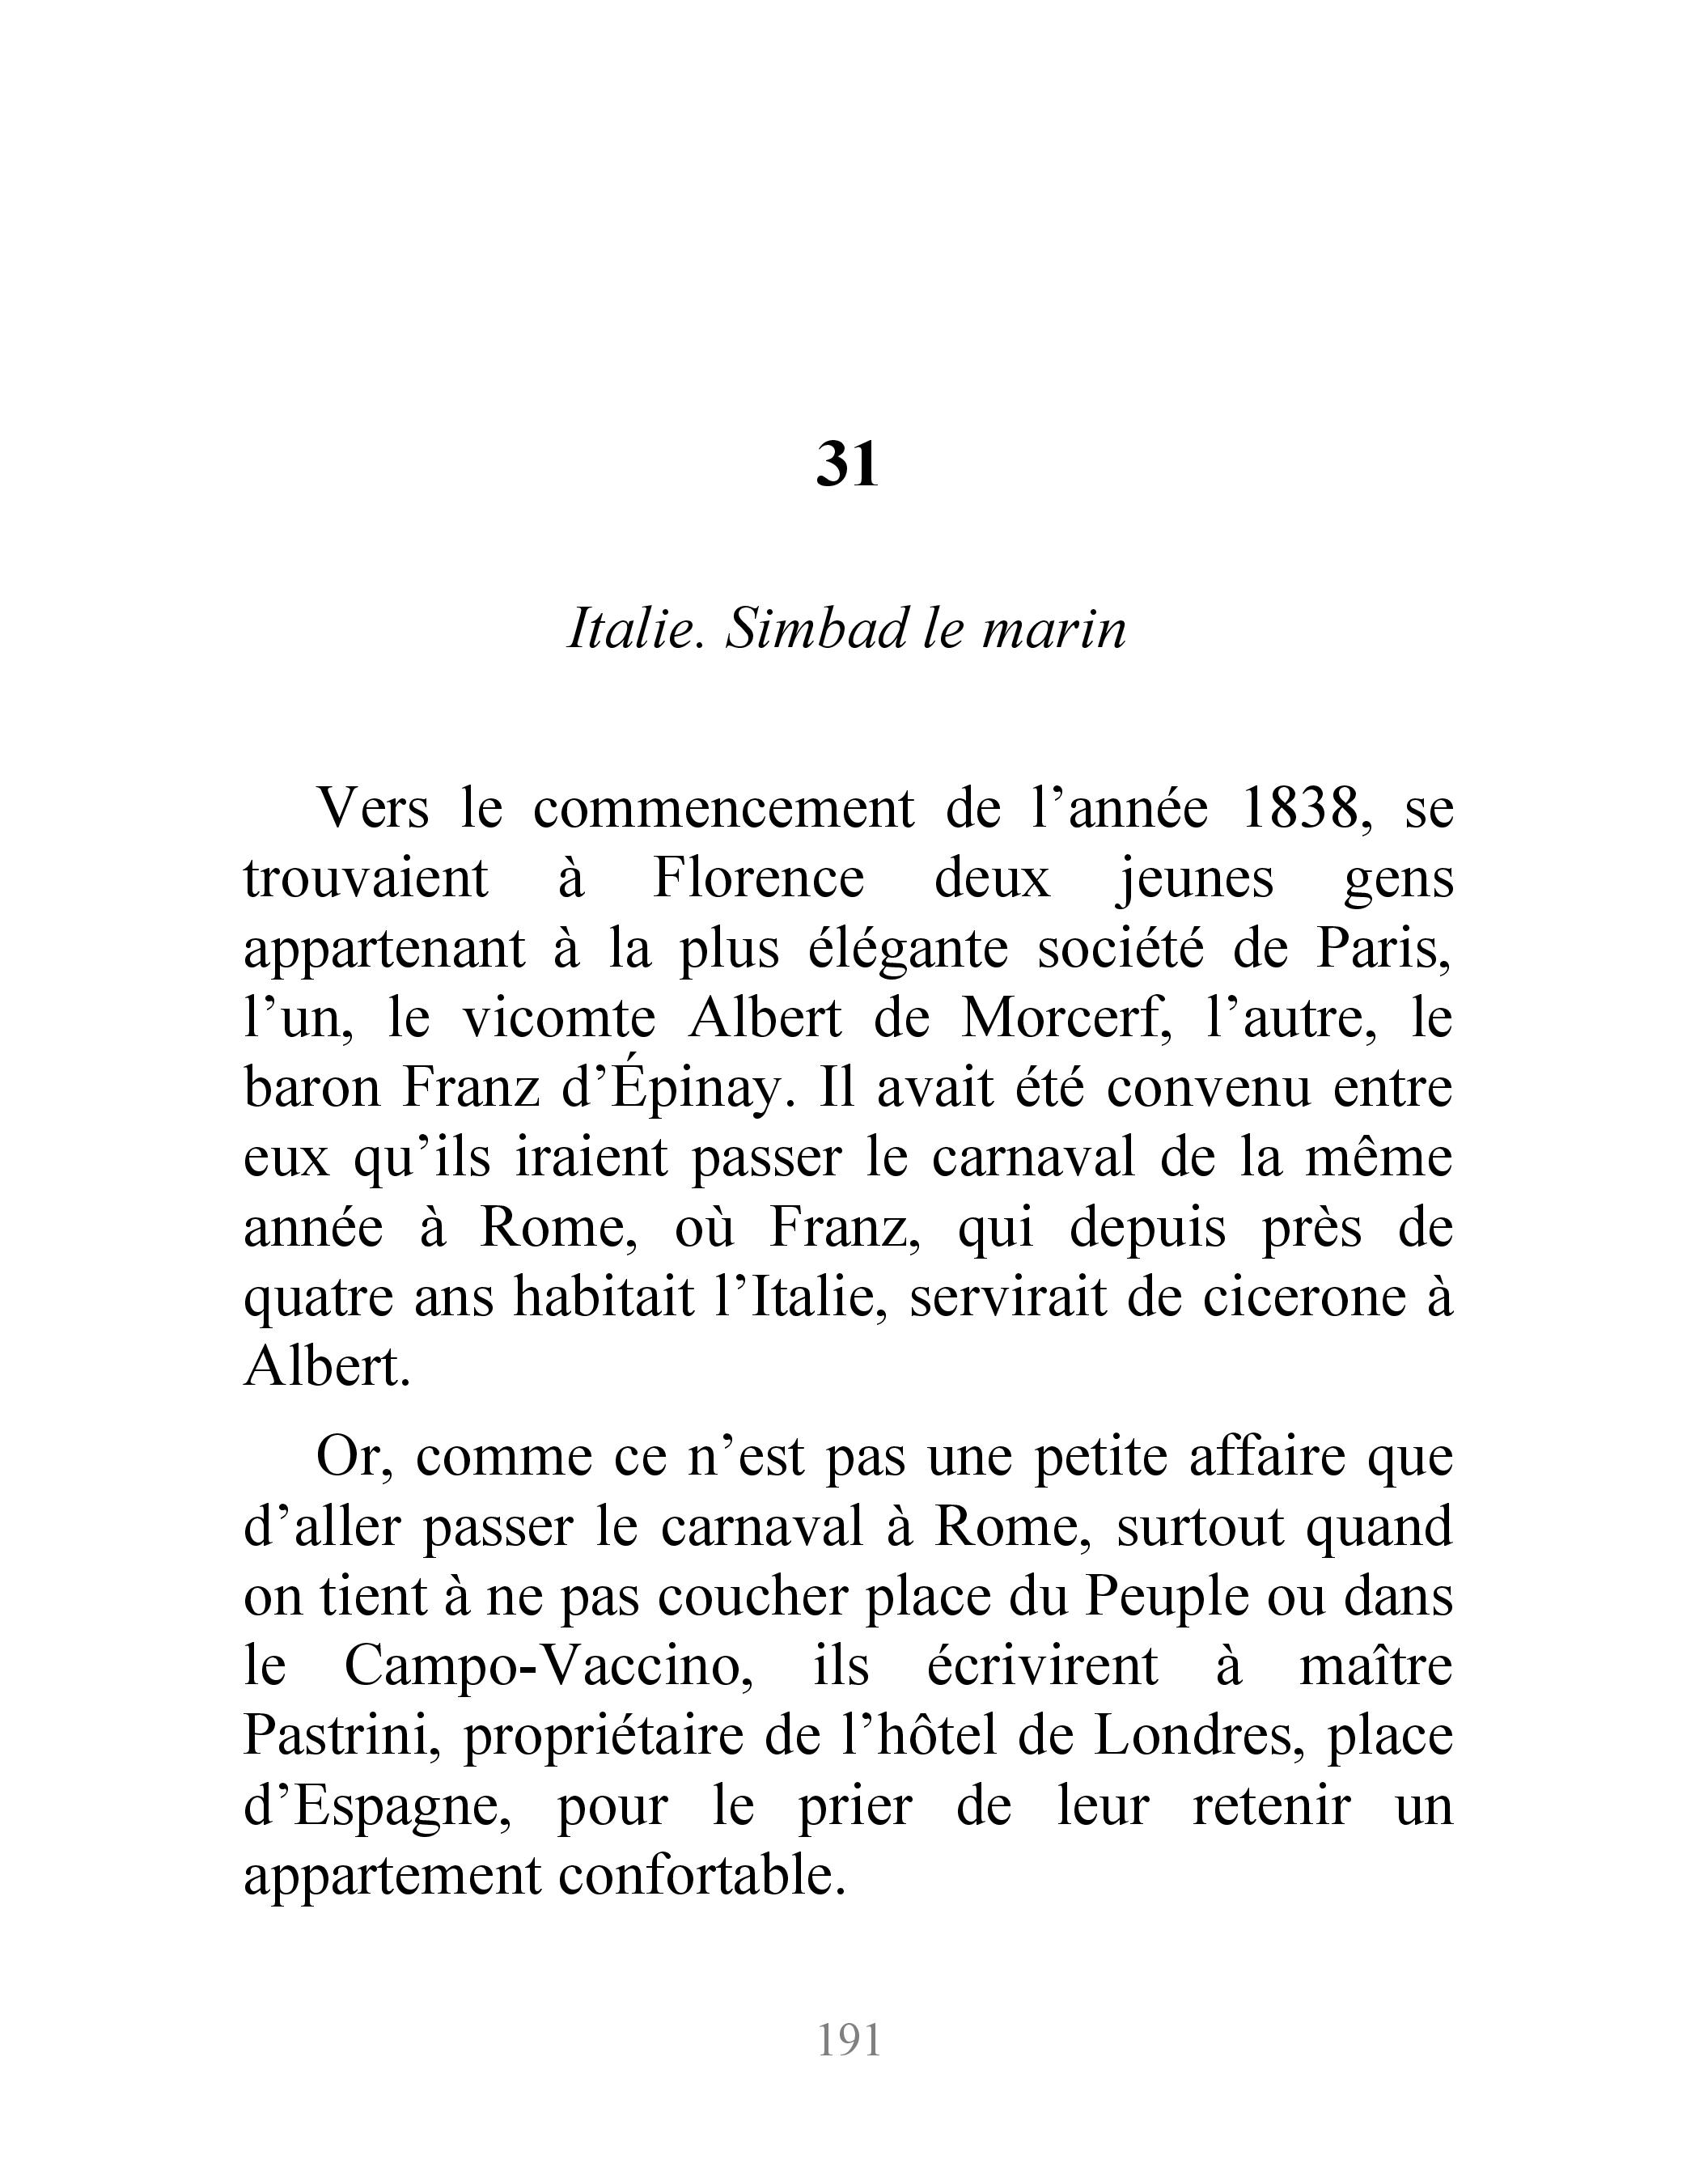 31
Italie. Simbad le marin
Vers le commencement de l’année 1838, se
trouvaient à Florence deux jeunes gens
appartenant à la plus élégante société de Paris,
l’un, le vicomte Albert de Morcerf, l’autre, le
baron Franz d’Épinay. Il avait été convenu entre
eux qu’ils iraient passer le carnaval de la même
année à Rome, où Franz, qui depuis près de
quatre ans habitait l’Italie, servirait de cicerone à
Albert.
Or, comme ce n’est pas une petite affaire que
d’aller passer le carnaval à Rome, surtout quand
on tient à ne pas coucher place du Peuple ou dans
le Campo-Vaccino, ils écrivirent à maître
Pastrini, propriétaire de l’hôtel de Londres, place
d’Espagne, pour le prier de leur retenir un
appartement confortable.
191